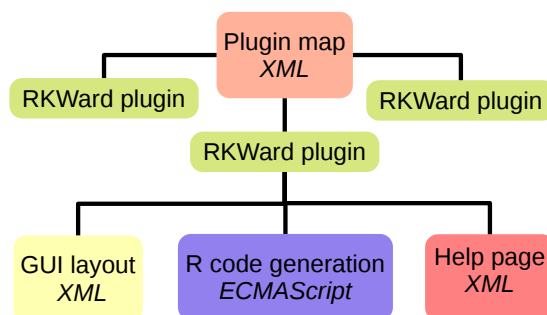 Plugin map
XML
RKWard plugin
RKWard plugin
RKWard plugin
GUI layout
XML
R code generation
ECMAScript
Help page
XML